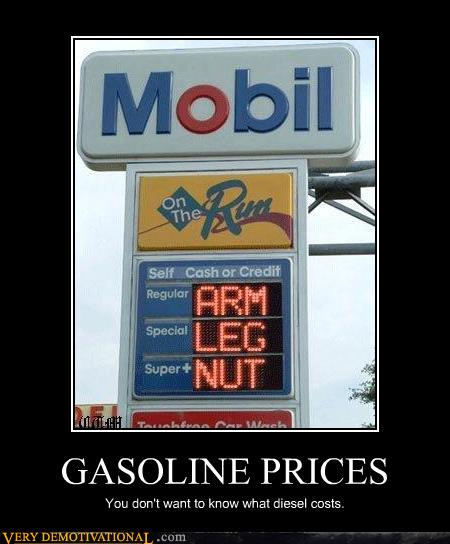 Mobil
On
The Run
Self Cash or Credit
Regular ARM
Special LEG
Super+ NUT
Touchfree Car Wash
GASOLINE PRICES
You don't want to know what diesel costs.
VERY DEMOTIVATIONAL .com